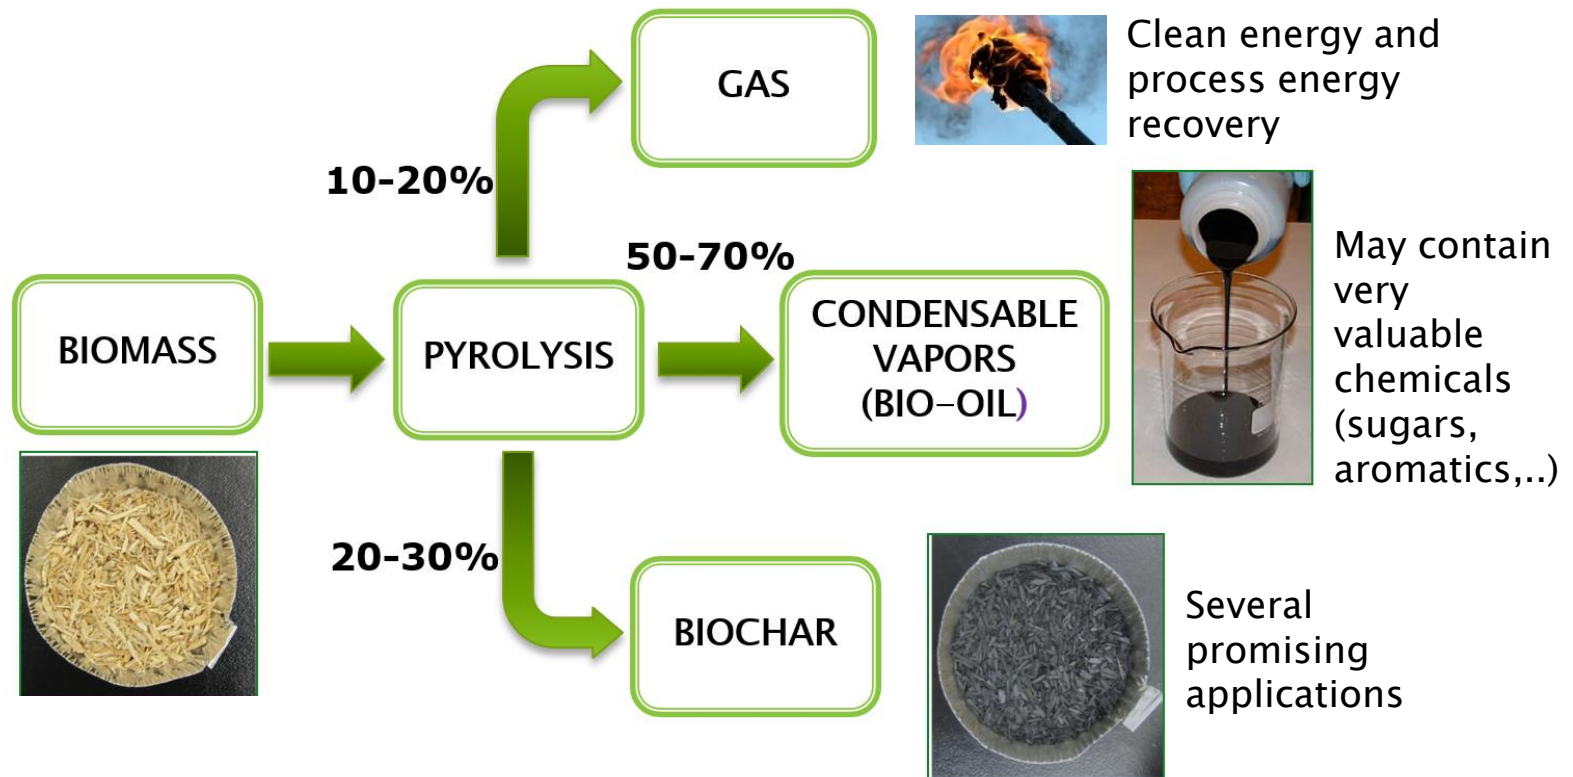 GAS
Clean energy and
process energy
recovery
10-20%
50-70%
BIOMASS
PYROLYSIS
CONDENSABLE
VAPORS
(BIO-OIL)
May contain
very
valuable
chemicals
(sugars,
aromatics,..)
20-30%
BIOCHAR
Several
promising
applications